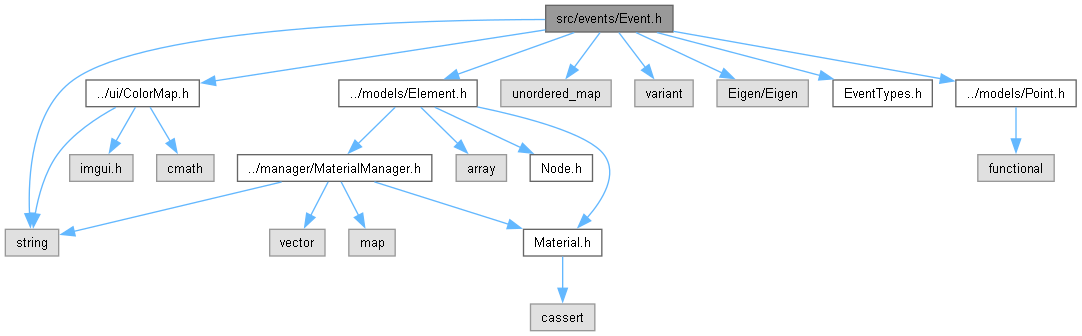 src/events/Event.h
../ui/ColorMap.h
../models/Element.h
unordered_map
variant
Eigen/Eigen
EventTypes.h
../models/Point.h
imgui.h
cmath
../manager/MaterialManager.h
array
Node.h
functional
string
vector
map
Material.h
cassert